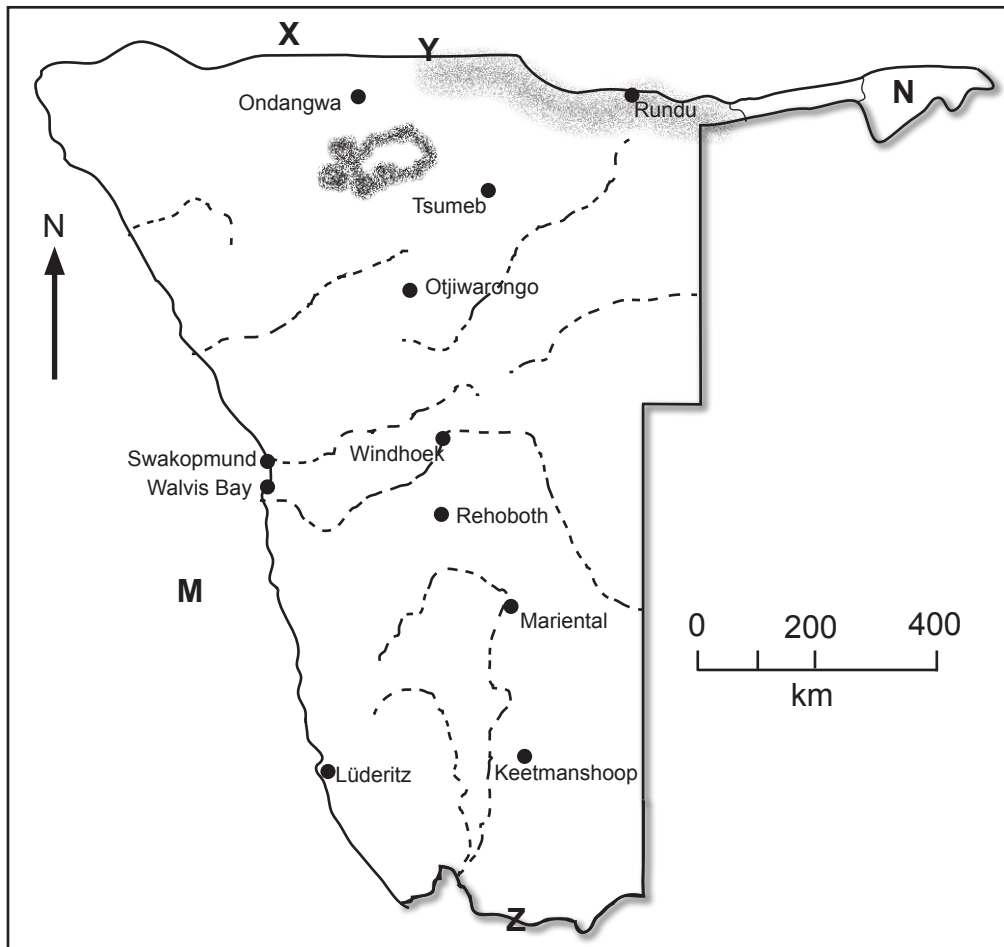 X
Y
Ondangwa
Rundu
N
Tsumeb
N
Otjiwarongo
Swakopmund
Windhoek
Walvis Bay
Rehoboth
M
Mariental
0 200 400
km
Lüderitz
Keetmanshoop
Z